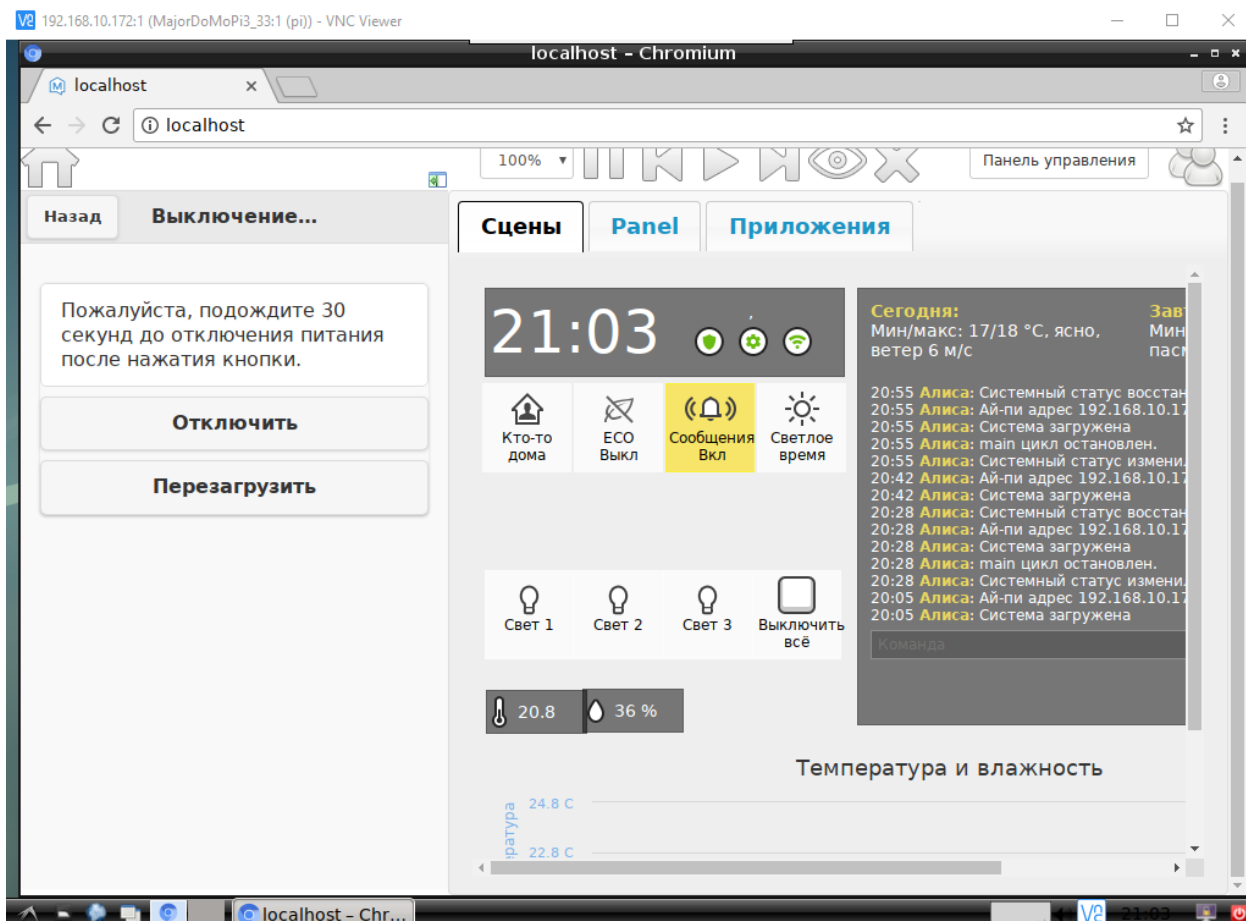 192.168.10.172:1 (MajorDoMoPi3_33:1 (pi)) - VNC Viewer
localhost – Chromium
localhost
localhost
100%
Панель управления
Назад
Выключение...
Сцены
Panel
Приложения
Пожалуйста, подождите 30
секунд до отключения питания
после нажатия кнопки.
Отключить
Перезагрузить
21:03
Кто-то
дома
ECO
Выкл
Сообщения
Вкл
Светлое
время
Свет 1
Свет 2
Свет 3
Выключить
всё
20.8
36 %
Сегодня:
Мин/макс: 17/18 °C, ясно,
ветер 6 м/с
Зав
Мин
пасм
20:55 Алиса: Системный статус восстан
20:55 Алиса: Ай-пи адрес 192.168.10.17
20:55 Алиса: Система загружена
20:55 Алиса: main цикл остановлен.
20:55 Алиса: Системный статус измени
20:42 Алиса: Ай-пи адрес 192.168.10.17
20:42 Алиса: Система загружена
20:28 Алиса: Системный статус восстан
20:28 Алиса: Ай-пи адрес 192.168.10.17
20:28 Алиса: Система загружена
20:28 Алиса: main цикл остановлен.
20:28 Алиса: Системный статус измени
20:05 Алиса: Ай-пи адрес 192.168.10.17
20:05 Алиса: Система загружена
Команда
Температура и влажность
24.8 C
22.8 C
ература
localhost – Chr...
21:03